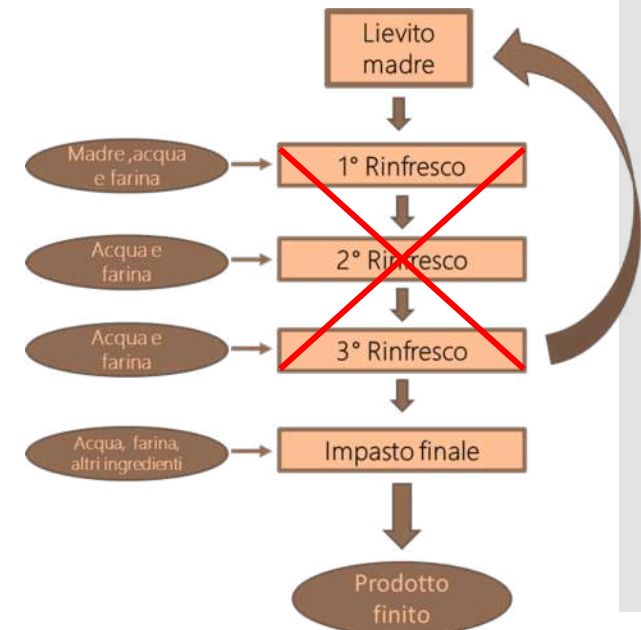 Lievito
madre
Madre ,acqua
e farina
1° Rinfresco
Acqua e
farina
2° Rinfresco
Acqua e
farina
3° Rinfresco
Acqua, farina,
altri ingredienti
Impasto finale
Prodotto
finito